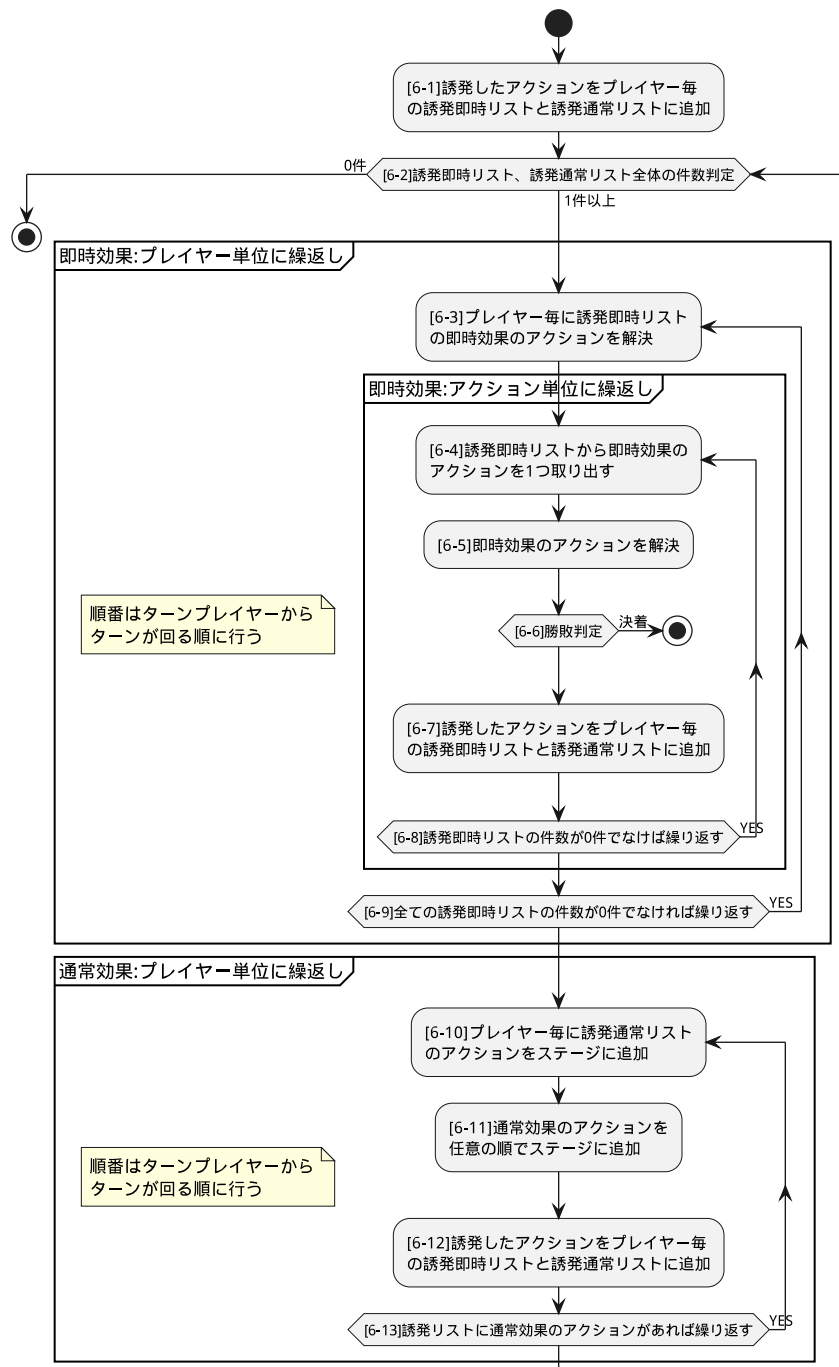 [6-1]誘発したアクションをプレイヤー毎
の誘発即時リストと誘発通常リストに追加
0件
[6-2]誘発即時リスト、誘発通常リスト全体の件数判定
1件以上
即時効果:プレイヤー単位に繰返し
[6-3]プレイヤー毎に誘発即時リスト
の即時効果のアクションを解決
即時効果:アクション単位に繰返し
[6-4]誘発即時リストから即時効果の
アクションを1つ取り出す
[6-5]即時効果のアクションを解決
順番はターンプレイヤーから
ターンが回る順に行う
[6-6]勝敗判定
決着
[6-7]誘発したアクションをプレイヤー毎
の誘発即時リストと誘発通常リストに追加
[6-8]誘発即時リストの件数が0件でなけば繰り返す
YES
[6-9]全ての誘発即時リストの件数が0件でなければ繰り返す
YES
通常効果:プレイヤー単位に繰返し
[6-10]プレイヤー毎に誘発通常リスト
のアクションをステージに追加
[6-11]通常効果のアクションを
任意の順でステージに追加
順番はターンプレイヤーから
ターンが回る順に行う
[6-12]誘発したアクションをプレイヤー毎
の誘発即時リストと誘発通常リストに追加
[6-13]誘発リストに通常効果のアクションがあれば繰り返す
YES